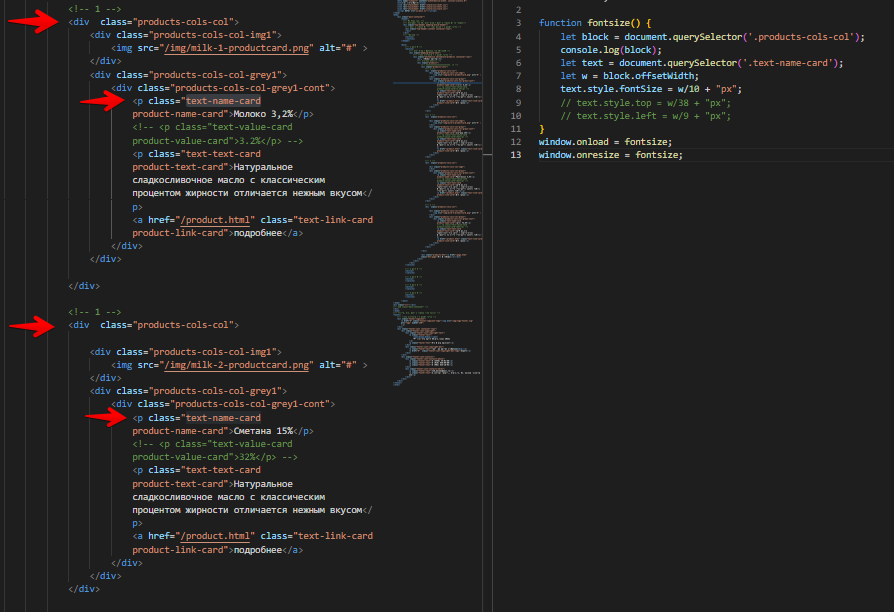 <!-- 1 -->
<div  class="products-cols-col">
<div class="products-cols-col-img1">
<img src="/img/milk-1-productcard.png" alt="#" >
</div>
<div class="products-cols-col-grey1">
<div class="products-cols-col-grey1-cont">
<p class="text-name-card
product-name-card">Молоко 3,2%</p>
<!-- <p class="text-value-card
product-value-card">3.2%</p> -->
<p class="text-text-card
product-text-card">Натуральное
сладкосливочное масло с классическим
процентом жирности отличается нежным вкусом</
p>
<a href="/product.html" class="text-link-card
product-link-card">подробнее</a>
</div>
</div>
</div>
<!-- 1 -->
<div  class="products-cols-col">
<div class="products-cols-col-img1">
<img src="/img/milk-2-productcard.png" alt="#" >
</div>
<div class="products-cols-col-grey1">
<div class="products-cols-col-grey1-cont">
<p class="text-name-card
product-name-card">Сметана 15%</p>
<!-- <p class="text-value-card
product-value-card">32%</p> -->
<p class="text-text-card
product-text-card">Натуральное
сладкосливочное масло с классическим
процентом жирности отличается нежным вкусом</
p>
<a href="/product.html" class="text-link-card
product-link-card">подробнее</a>
</div>
</div>
</div>
2
3 function fontsize() {
4 let block = document.querySelector('.products-cols-col');
5 console.log(block);
6 let text = document.querySelector('.text-name-card');
7 let w = block.offsetWidth;
8 text.style.fontSize = w/10 + "px";
9 // text.style.top = w/38 + "px";
10 // text.style.left = w/9 + "px";
11 }
12 window.onload = fontsize;
13 window.onresize = fontsize;